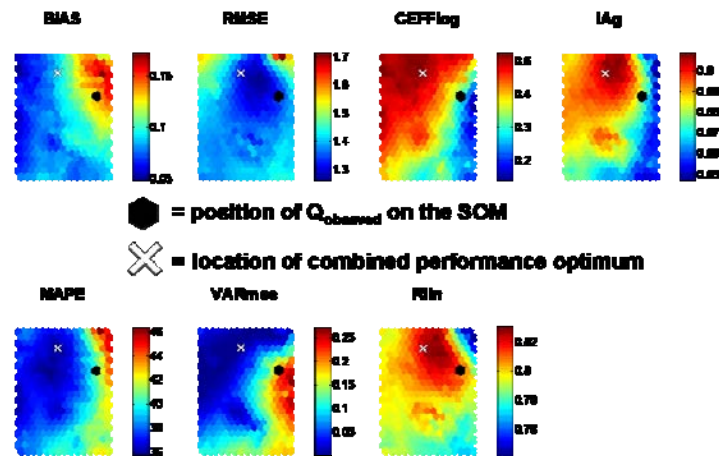 BIAS RMSE CEFFlog IAg
0.15 0.1 0.05
1.7 1.6 1.5 1.4 1.3
0.5 0.4 0.3 0.2
= position of Qobserved on the SOM
= location of combined performance optimum
MAPE VARmse Rlin
46 44 42 40 38 36
0.25 0.2 0.15 0.1 0.05
0.82 0.8 0.78 0.76